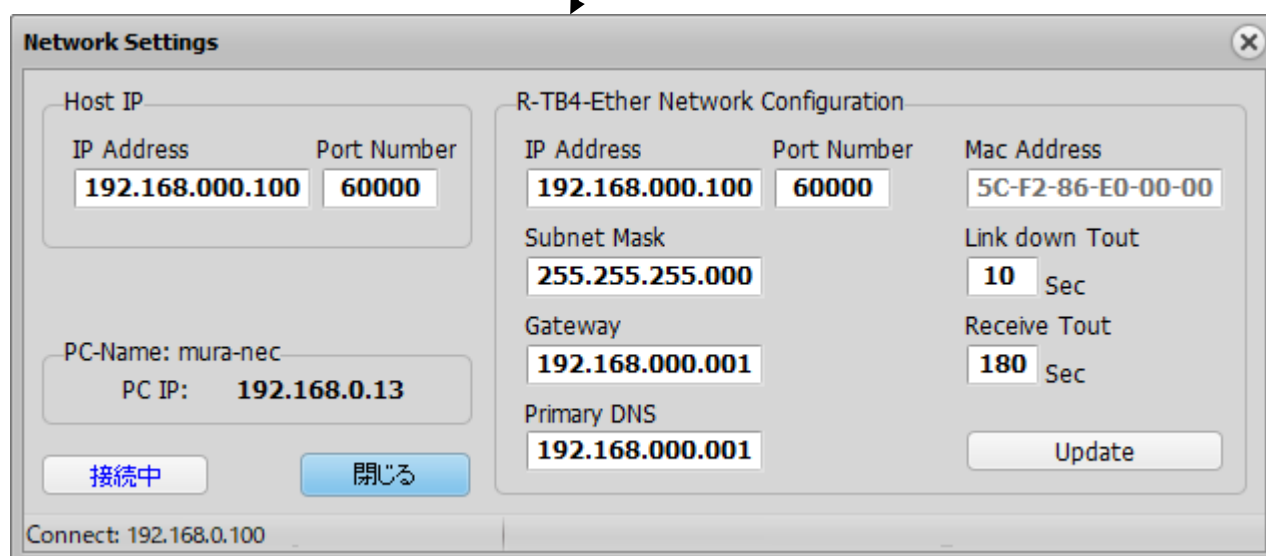 Network Settings
Host IP
IP Address Port Number
192.168.000.100 60000
PC-Name: mura-nec
PC IP: 192.168.0.13
接続中 閉じる
R-TB4-Ether Network Configuration
IP Address Port Number Mac Address
192.168.000.100 60000 5C-F2-86-E0-00-00
Subnet Mask Link down Tout
255.255.255.000 10 Sec
Gateway Receive Tout
192.168.000.001 180 Sec
Primary DNS
192.168.000.001 Update
Connect: 192.168.0.100